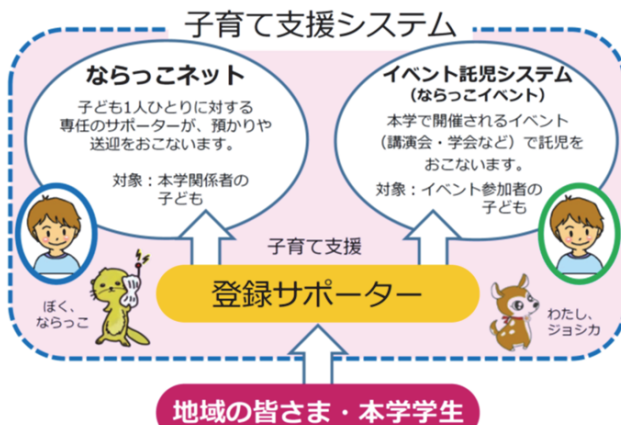 子育て支援システム
ならっこネット
子ども1人ひとりに対する
専任のサポーターが、預かりや
送迎をおこないます。
対象：本学関係者の
子ども
イベント託児システム
（ならっこイベント）
本学で開催されるイベント
（講演会・学会など）で託児を
おこないます。
対象：イベント参加者の
子ども
子育て支援
ぼく、
ならっこ
登録サポーター
わたし、
ジョシカ
地域の皆さま・本学学生